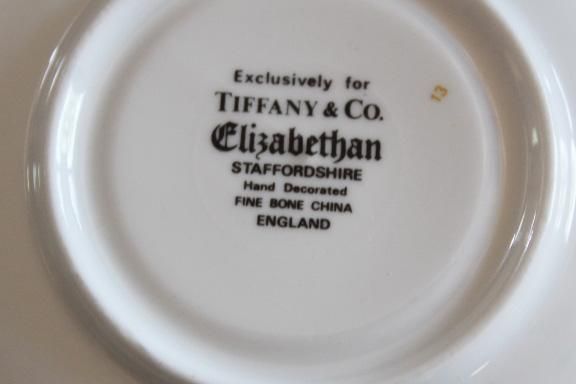 Exclusively for
TIFFANY & CO.
Elizabethan
STAFFORDSHIRE
Hand Decorated
FINE BONE CHINA
ENGLAND
13